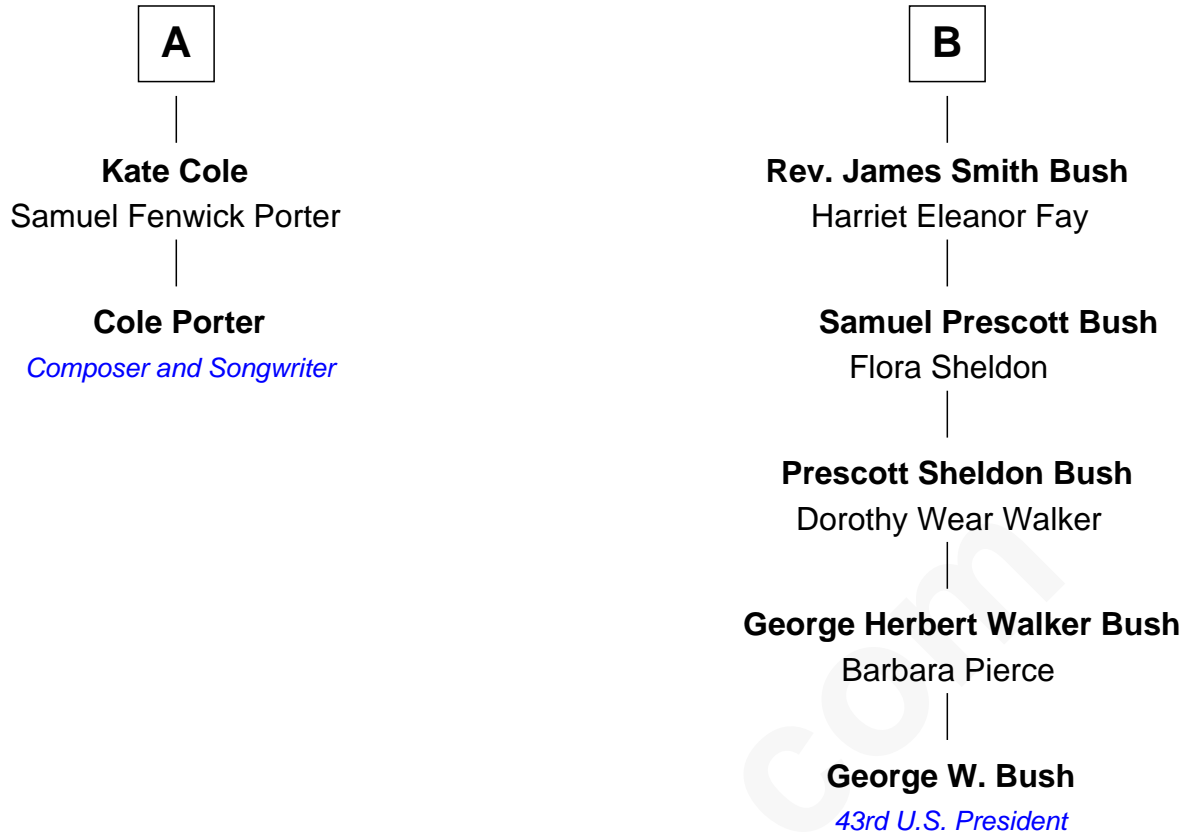 A
Kate Cole
Samuel Fenwick Porter
Cole Porter
Composer and Songwriter
B
Rev. James Smith Bush
Harriet Eleanor Fay
Samuel Prescott Bush
Flora Sheldon
Prescott Sheldon Bush
Dorothy Wear Walker
George Herbert Walker Bush
Barbara Pierce
George W. Bush
43rd U.S. President
com